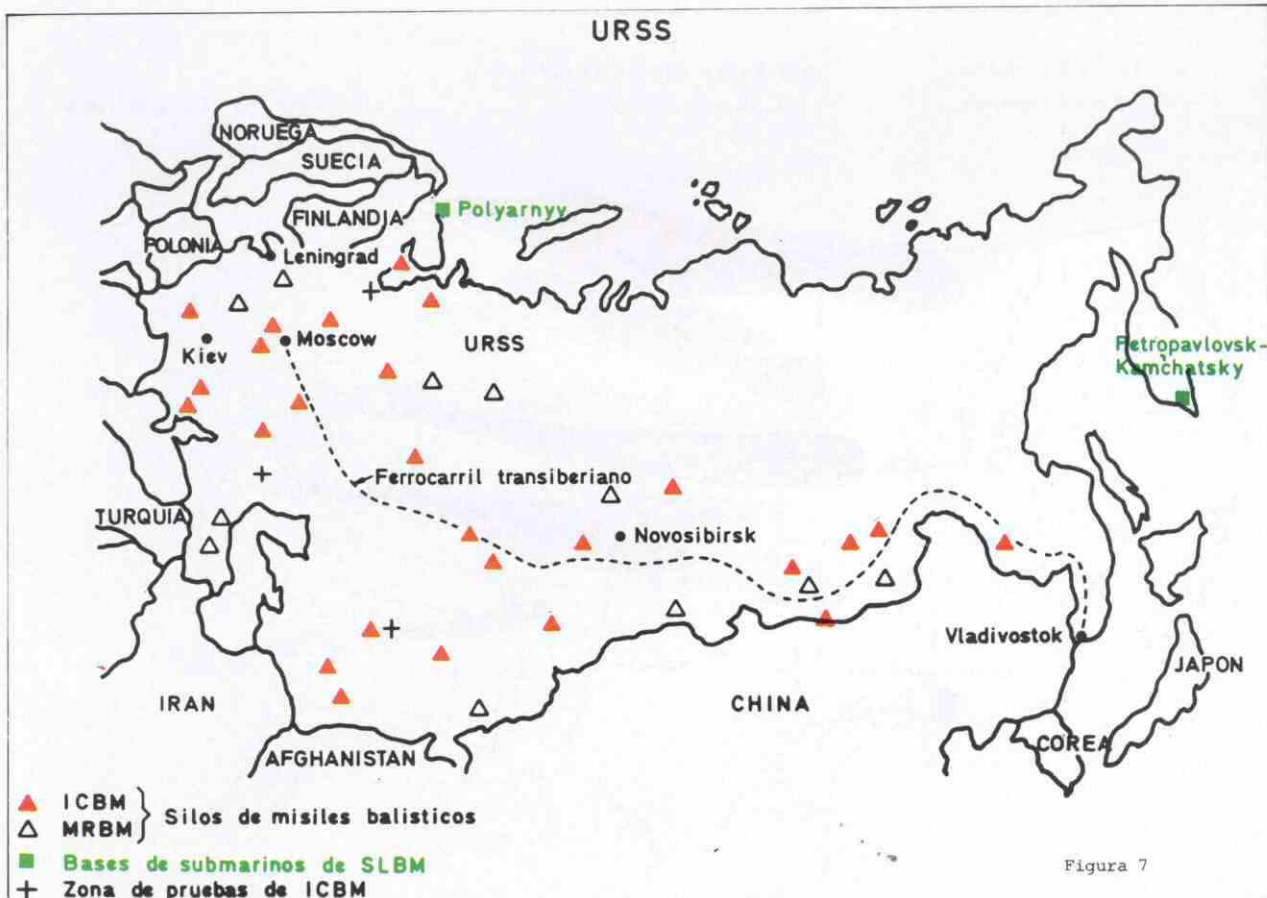 URSS
NORUEGA
SUECIA
FINLANDIA
Polyarnyy
POLONIA
Leningrad
Kiev
Moscow
URSS
Petropavlovsk-
Kamchatsky
Ferrocarril transiberiano
TURQUIA
Novosibirsk
Vladivostok
JAPON
IRAN
CHINA
COREA
AFGHANISTAN
ICBM
MRBM
Silos de misiles balisticos
Bases de submarinos de SLBM
Zona de pruebas de ICBM
Figura 7